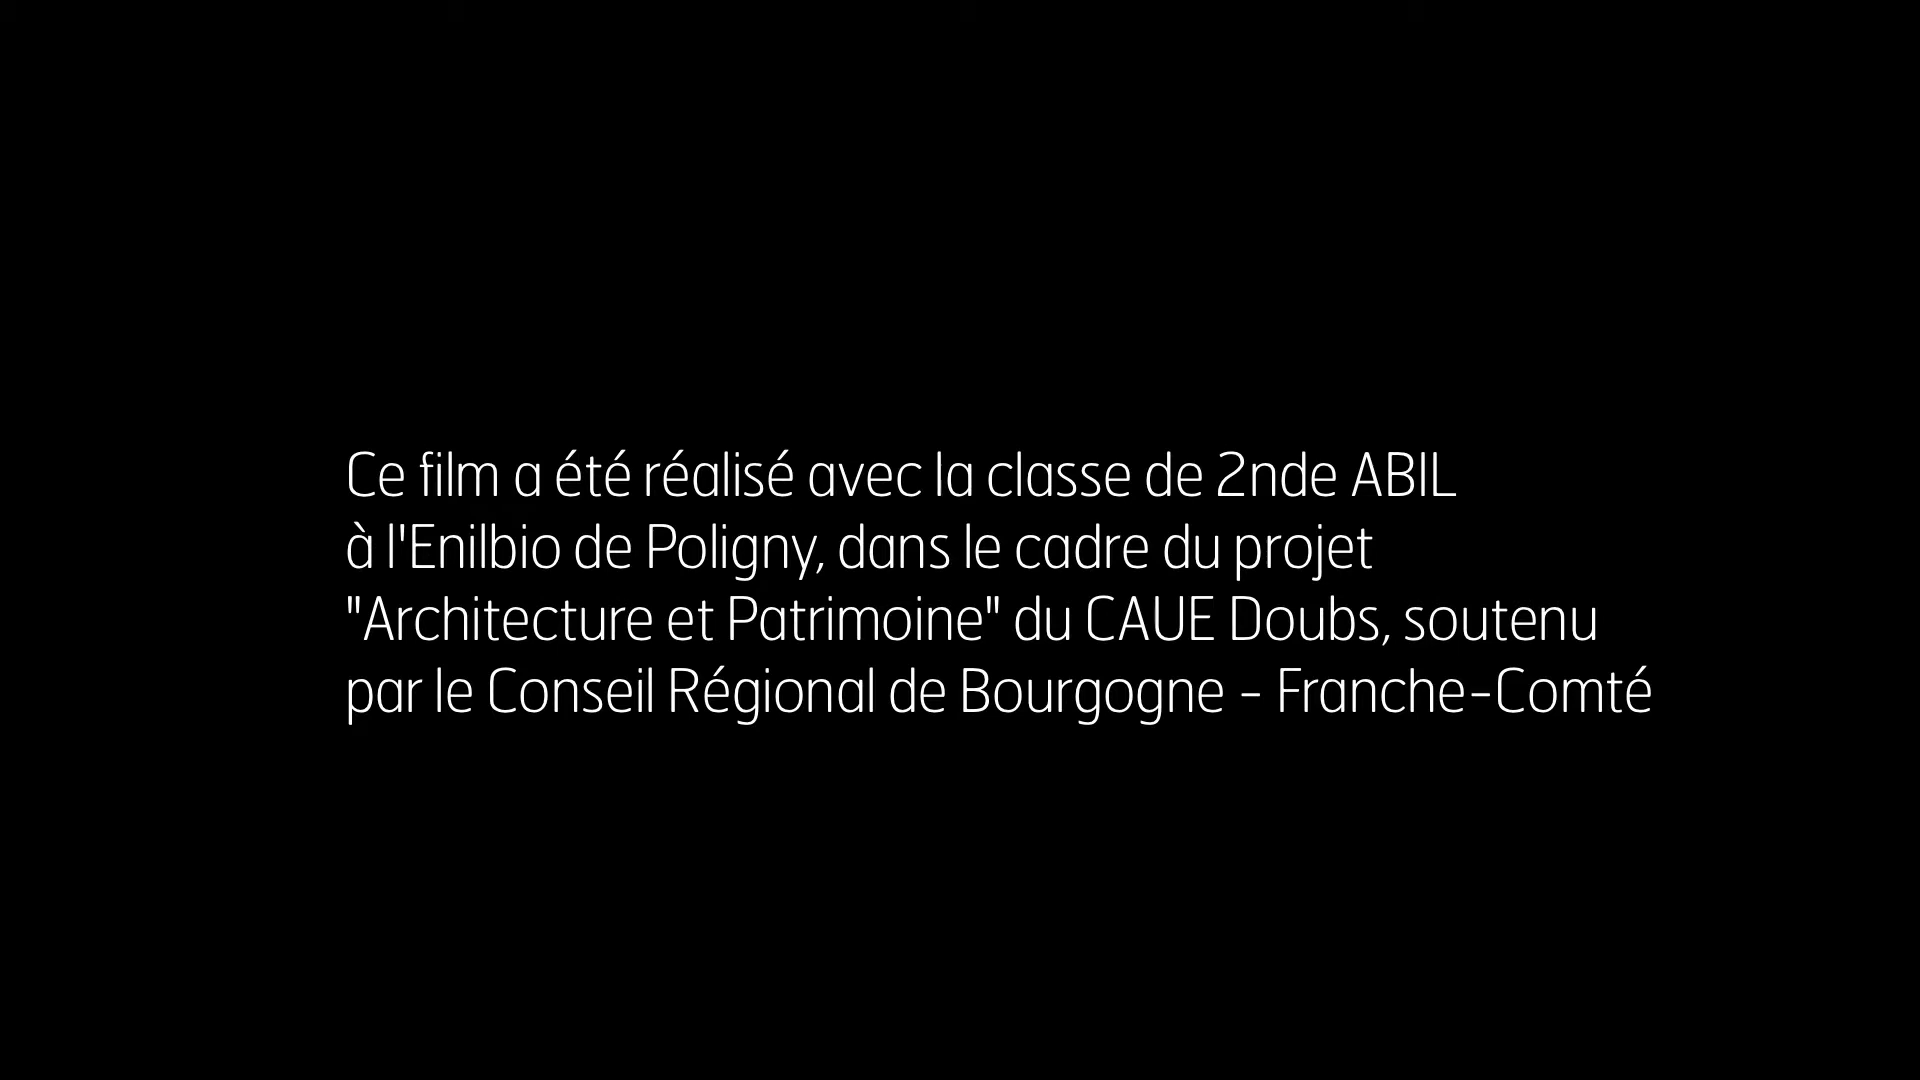 Ce film a été réalisé avec la classe de 2nde ABIL
à l'Enilbio de Poligny, dans le cadre du projet
"Architecture et Patrimoine" du CAUE Doubs, soutenu
par le Conseil Régional de Bourgogne - Franche-Comté